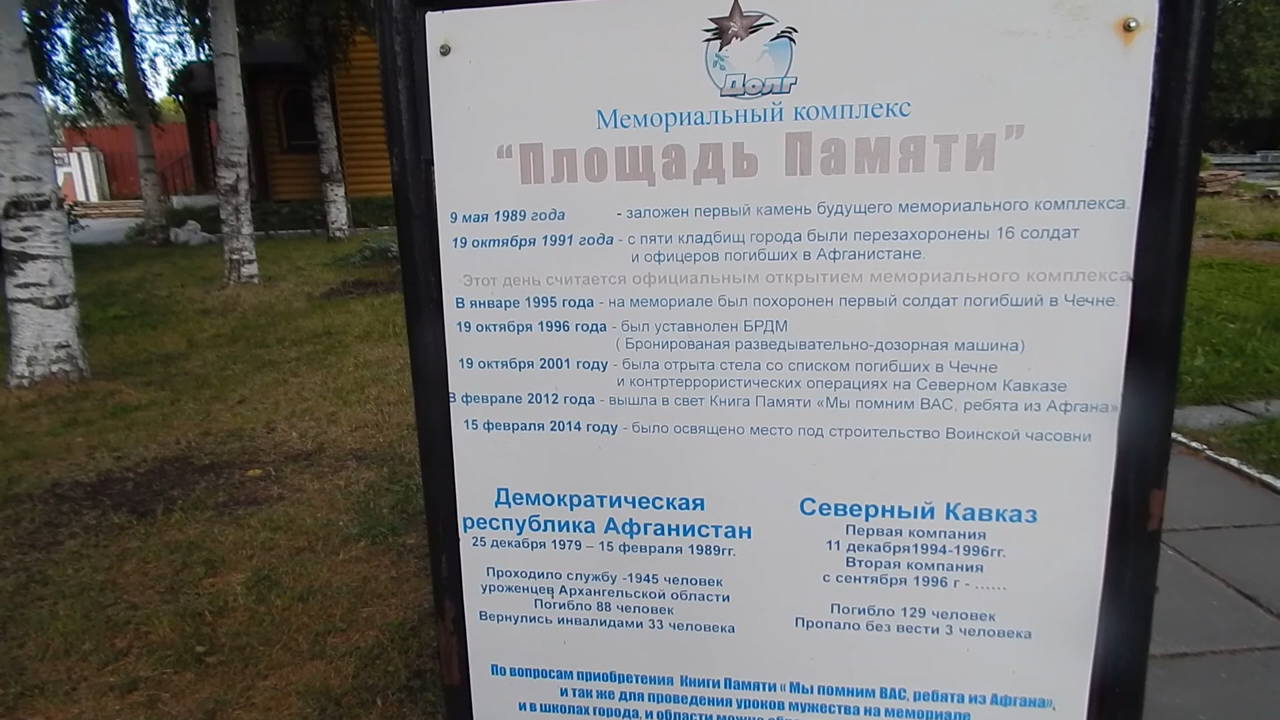 Долг
Мемориальный комплекс
“Площадь Памяти”
9 мая 1989 года - заложен первый камень будущего мемориального комплекса.
19 октября 1991 года - с пяти кладбищ города были перезахоронены 16 солдат
и офицеров погибших в Афганистане.
Этот день считается официальным открытием мемориального комплекса
В январе 1995 года - на мемориале был похоронен первый солдат погибший в Чечне.
19 октября 1996 года - был уставнолен БРДМ
( Бронированая разведывательно-дозорная машина)
19 октября 2001 году - была отрыта стела со списком погибших в Чечне
и контртеррористических операциях на Северном Кавказе
В феврале 2012 года - вышла в свет Книга Памяти «Мы помним ВАС, ребята из Афгана»
15 февраля 2014 году - было освящено место под строительство Воинской часовни
Демократическая
республика Афганистан
25 декабря 1979 – 15 февраля 1989гг.
Проходило службу -1945 человек
уроженцев Архангельской области
Погибло 88 человек
Вернулись инвалидами 33 человека
Северный Кавказ
Первая компания
11 декабря1994-1996гг.
Вторая компания
с сентября 1996 г - ......
Погибло 129 человек
Пропало без вести 3 человека
По вопросам приобретения Книги Памяти « Мы помним ВАС, ребята из Афгана»,
и так же для проведения уроков мужества на мемориале
и в школах города, и области можно